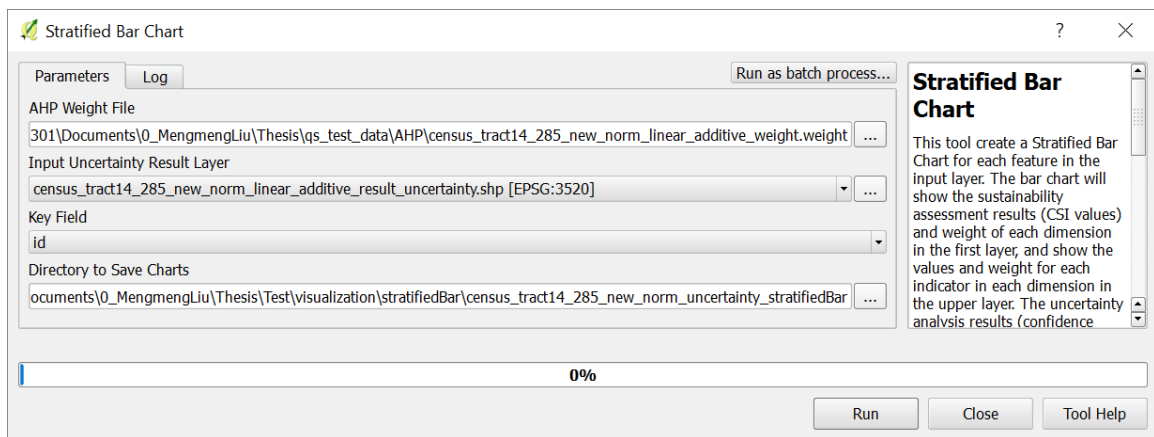 Stratified Bar Chart
?
Parameters
Log
Run as batch process...
AHP Weight File
301\Documents\0_MengmengLiu\Thesis\qs_test_data\AHP\census_tract14_285_new_norm_linear_additive_weight.weight
...
Input Uncertainty Result Layer
census_tract14_285_new_norm_linear_additive_result_uncertainty.shp [EPSG:3520]
...
Key Field
id
Directory to Save Charts
ocuments\0_MengmengLiu\Thesis\Test\visualization\stratifiedBar\census_tract14_285_new_norm_uncertainty_stratifiedBar
...
Stratified Bar
Chart
This tool create a Stratified Bar
Chart for each feature in the
input layer. The bar chart will
show the sustainability
assessment results (CSI values)
and weight of each dimension
in the first layer, and show the
values and weight for each
indicator in each dimension in
the upper layer. The uncertainty
analysis results (confidence
0%
Run
Close
Tool Help